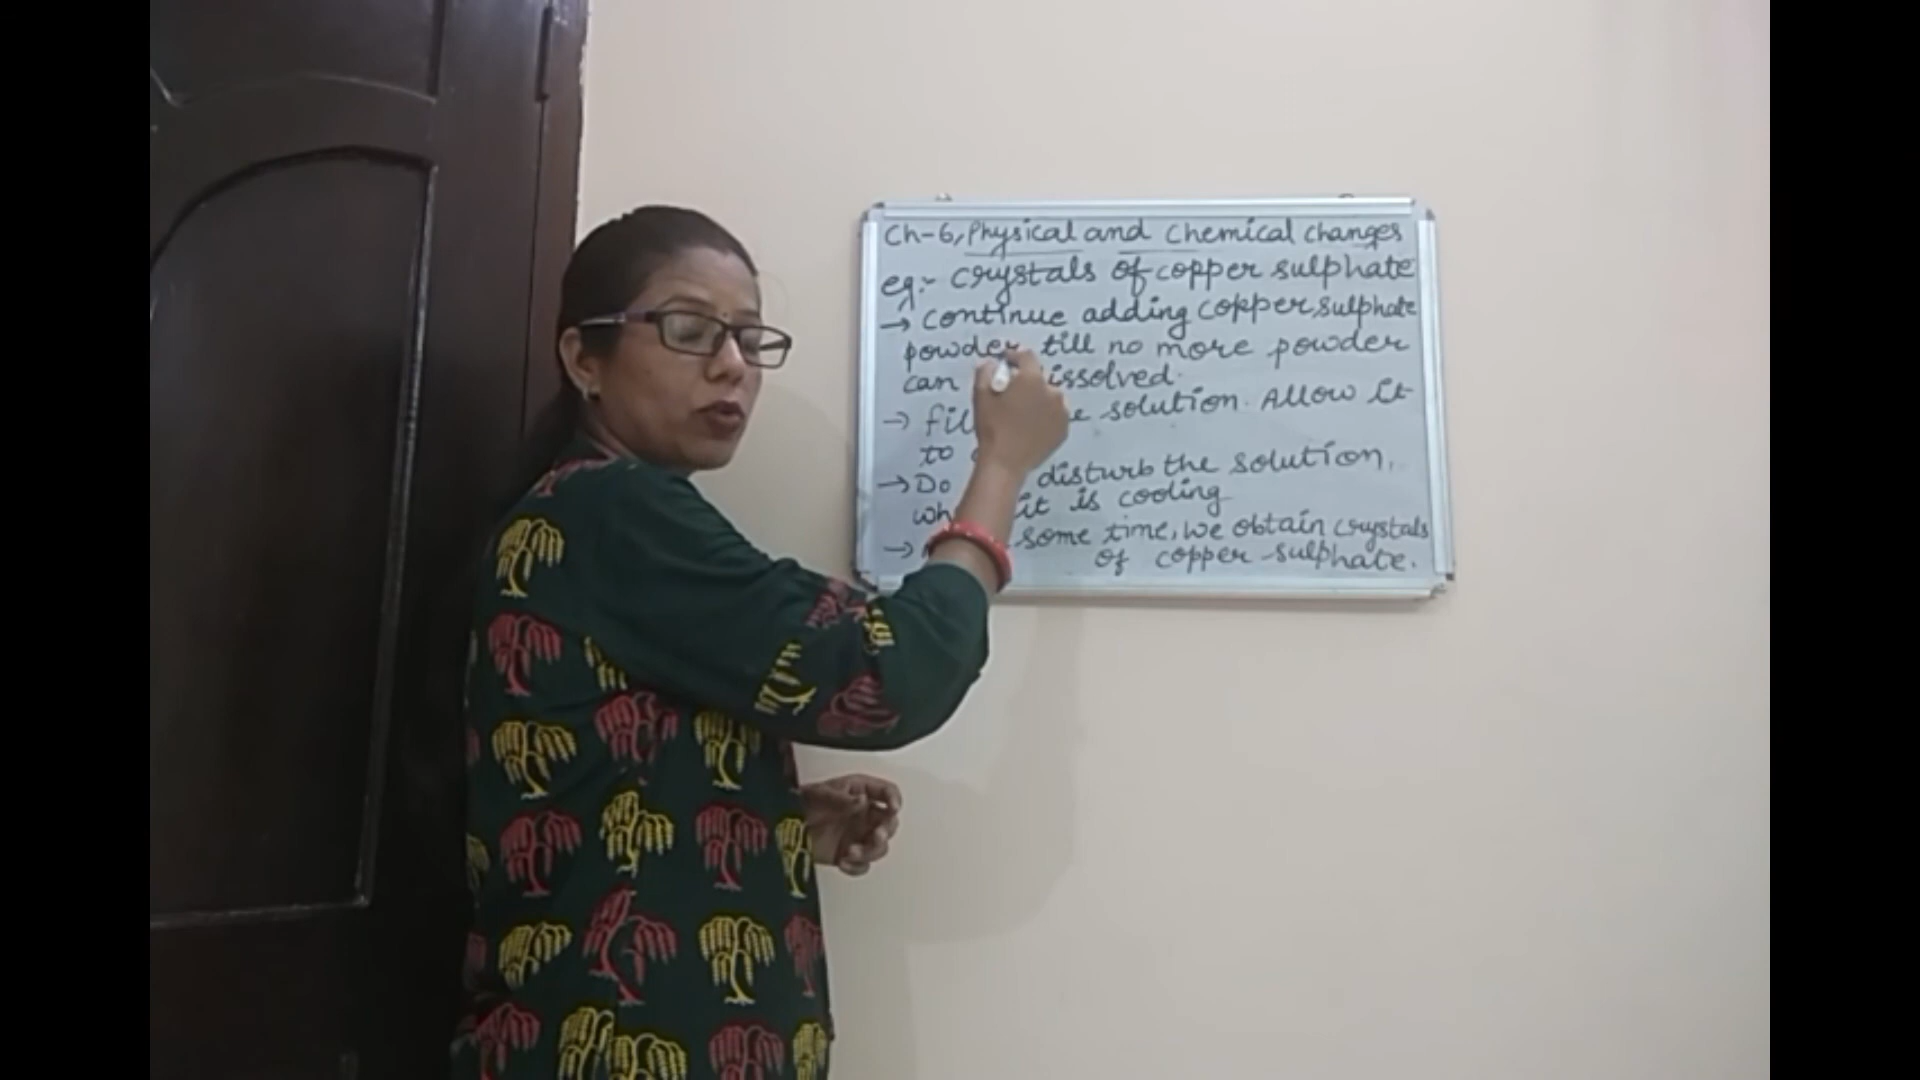 Ch-6, Physical and Chemical changes
eg:- Crystals of copper sulphate
→ Continue adding copper sulphate
powder till no more powder
can issolved.
→ fil e solution. Allow it
to
→ Do disturb the solution,
wh it is cooling
→ some time, we obtain crystals
of copper sulphate.